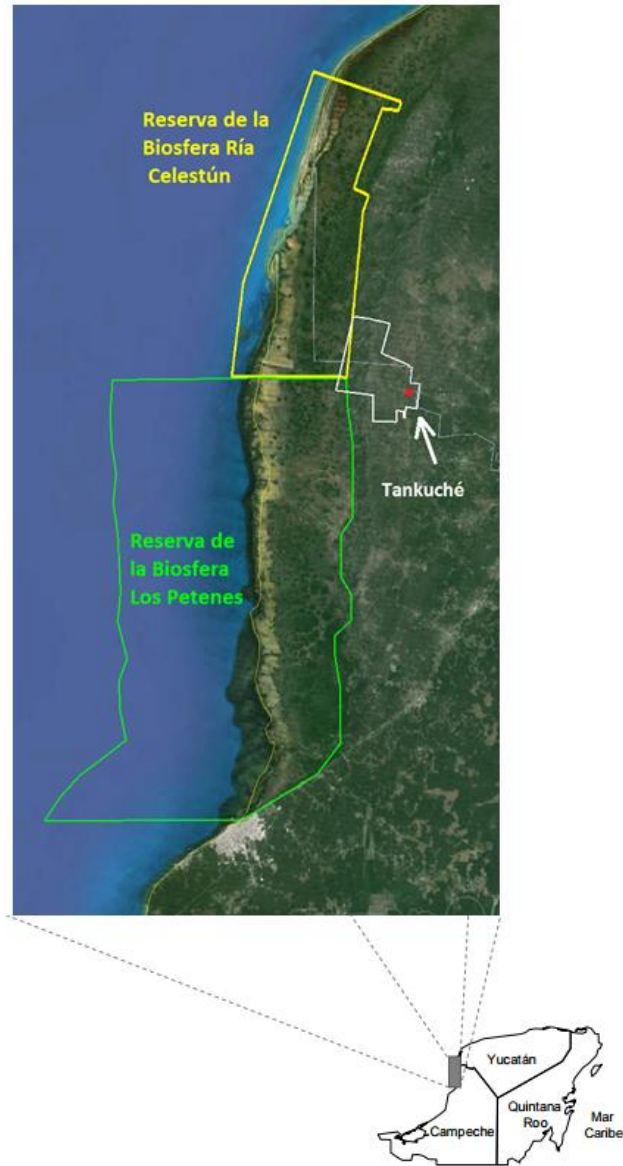 Reserva de la
Biosfera Ría
Celestún
Tankuché
Reserva de
la Biosfera
Los Petenes
Yucatán
Quintana
Roo
Mar
Caribe
Campeche